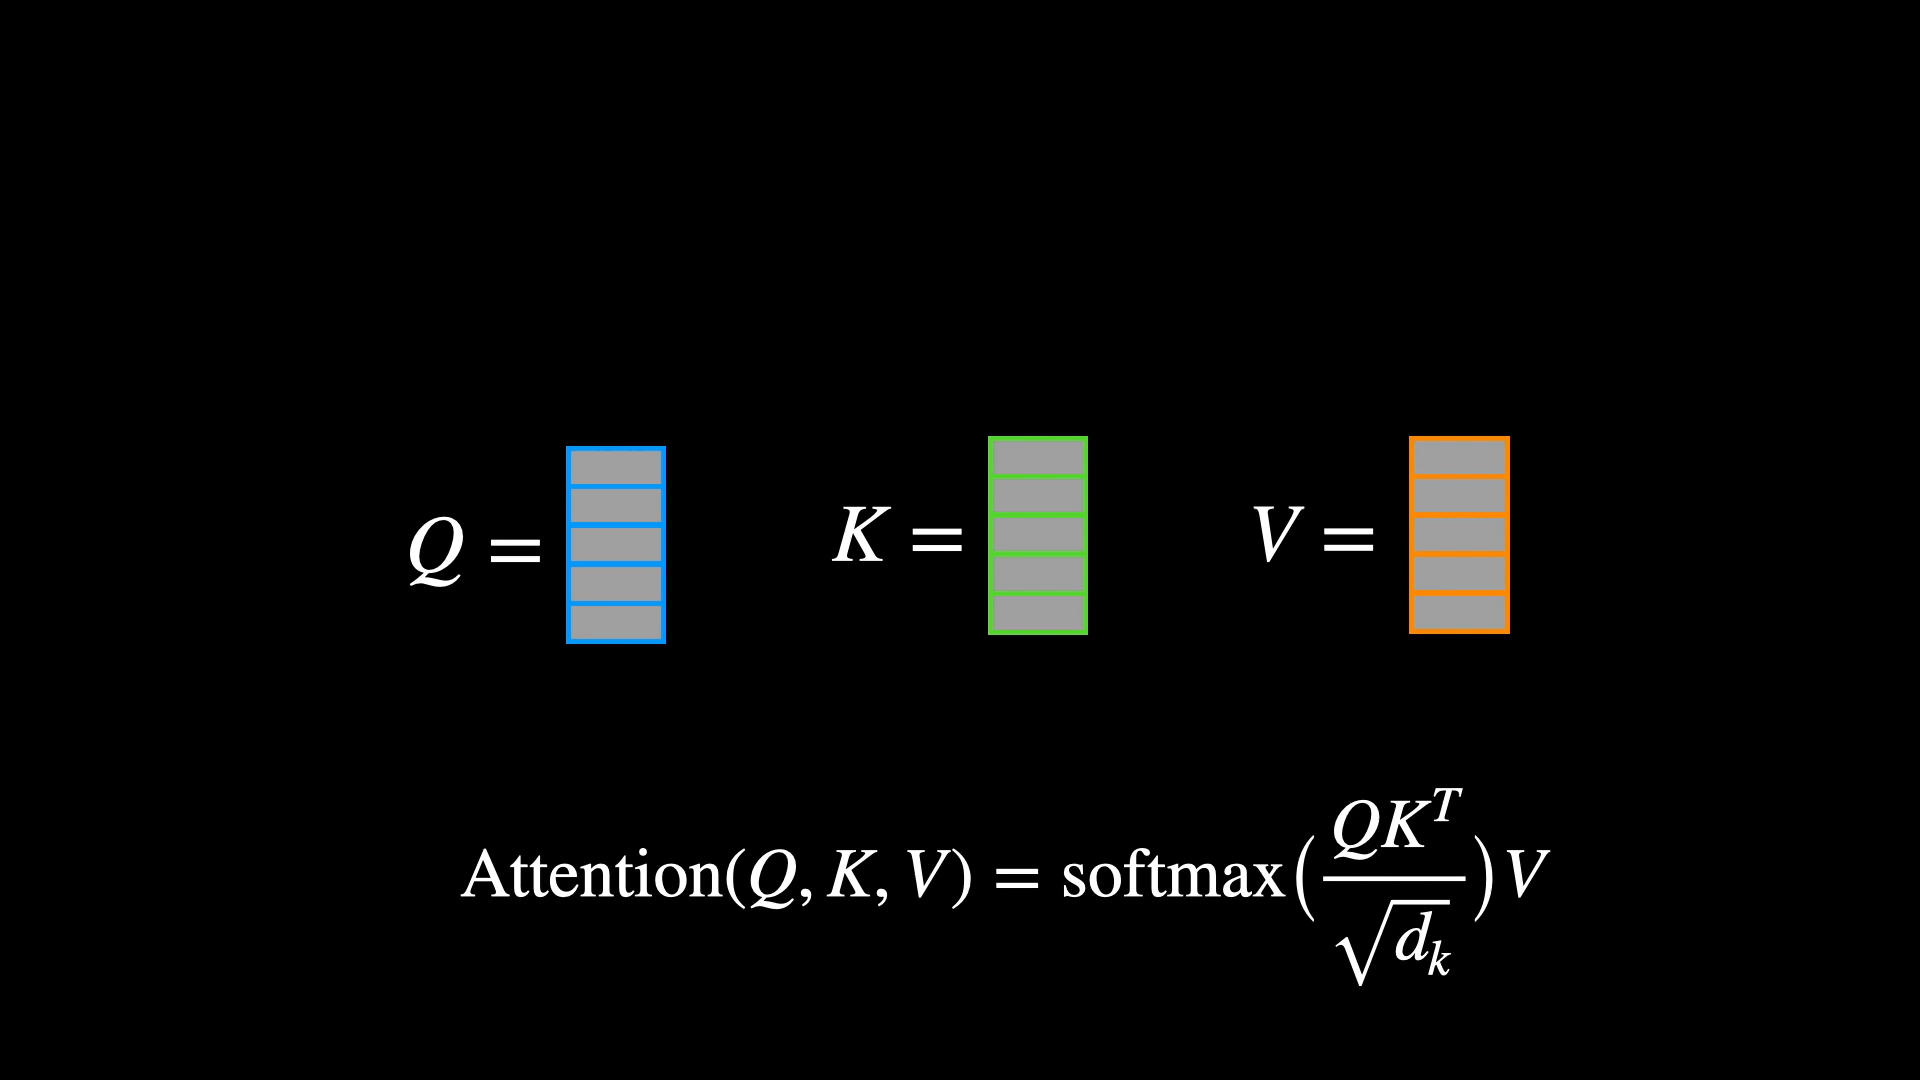 Q =
K =
V =
Attention(Q, K, V) = softmax(QK^T / √d_k)V